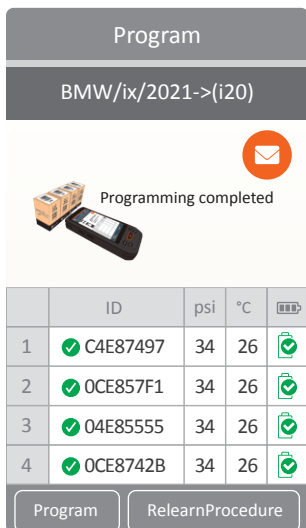 Program
BMW/ix/2021->(i20)
Programming completed
ID psi °C
1 C4E87497 34 26
2 0CE857F1 34 26
3 04E85555 34 26
4 0CE8742B 34 26
Program RelearnProcedure